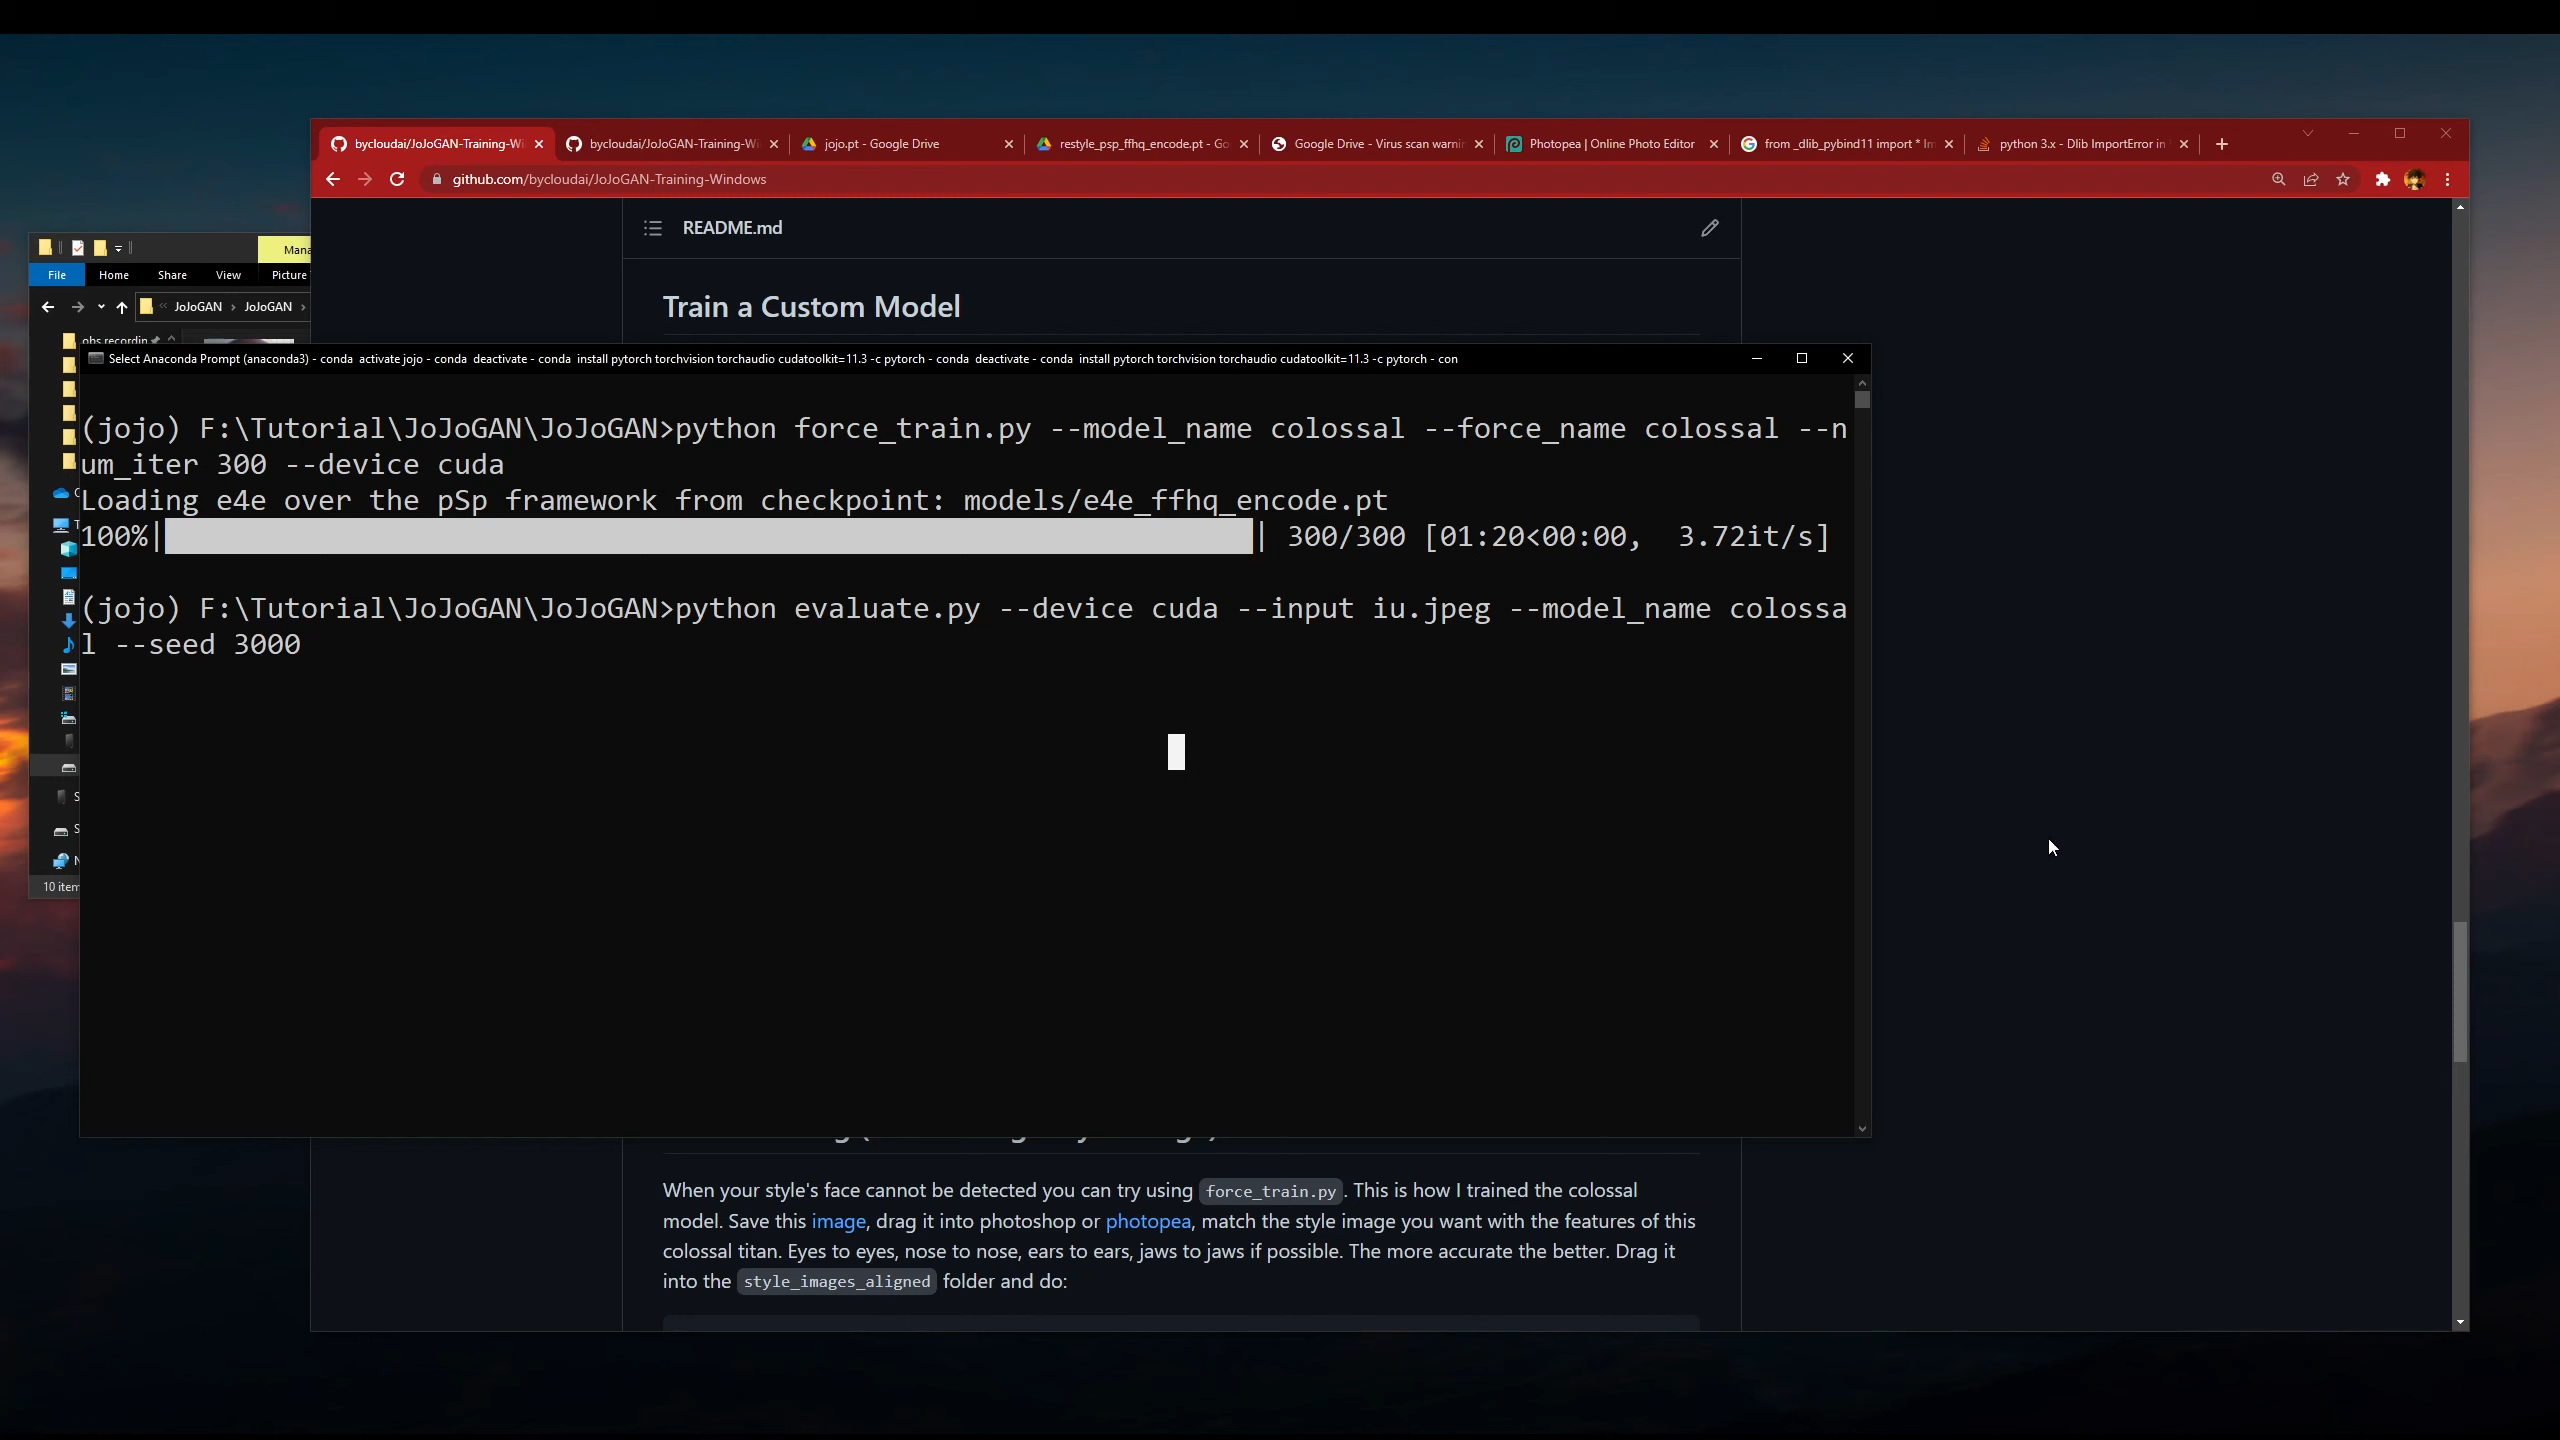 bycloudai/JoJoGAN-Training-Wi
bycloudai/JoJoGAN-Training-Wi
jojo.pt - Google Drive
restyle_psp_ffhq_encode.pt - Go
Google Drive - Virus scan warnin
Photopea | Online Photo Editor
from _dlib_pybind11 import * Im
python 3.x - Dlib ImportError in
github.com/bycloudai/JoJoGAN-Training-Windows
README.md
Train a Custom Model
Mana
File Home Share View Picture
« JoJoGAN › JoJoGAN ›
obs recordin
10 item
Select Anaconda Prompt (anaconda3) - conda activate jojo - conda deactivate - conda install pytorch torchvision torchaudio cudatoolkit=11.3 -c pytorch - conda deactivate - conda install pytorch torchvision torchaudio cudatoolkit=11.3 -c pytorch - con
(jojo) F:\Tutorial\JoJoGAN\JoJoGAN>python force_train.py --model_name colossal --force_name colossal --n
um_iter 300 --device cuda
Loading e4e over the pSp framework from checkpoint: models/e4e_ffhq_encode.pt
100%| | 300/300 [01:20<00:00, 3.72it/s]
(jojo) F:\Tutorial\JoJoGAN\JoJoGAN>python evaluate.py --device cuda --input iu.jpeg --model_name colossa
l --seed 3000
When your style's face cannot be detected you can try using force_train.py. This is how I trained the colossal
model. Save this image, drag it into photoshop or photopea, match the style image you want with the features of this
colossal titan. Eyes to eyes, nose to nose, ears to ears, jaws to jaws if possible. The more accurate the better. Drag it
into the style_images_aligned folder and do: